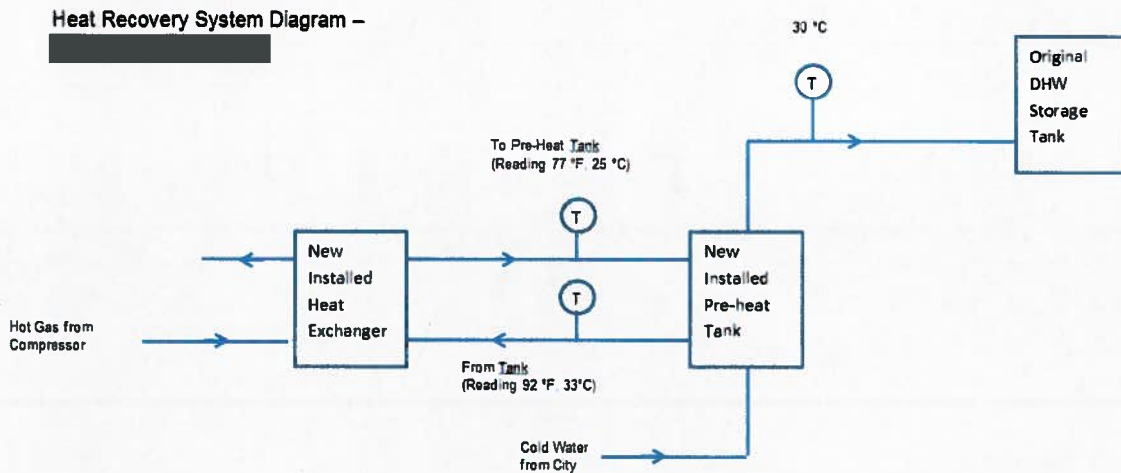 Heat Recovery System Diagram –
30 °C
T
Original
DHW
Storage
Tank
To Pre-Heat Tank
(Reading 77 °F, 25 °C)
T
New
Installed
Heat
Exchanger
New
Installed
Pre-heat
Tank
T
Hot Gas from
Compressor
From Tank
(Reading 92 °F, 33°C)
Cold Water
from City